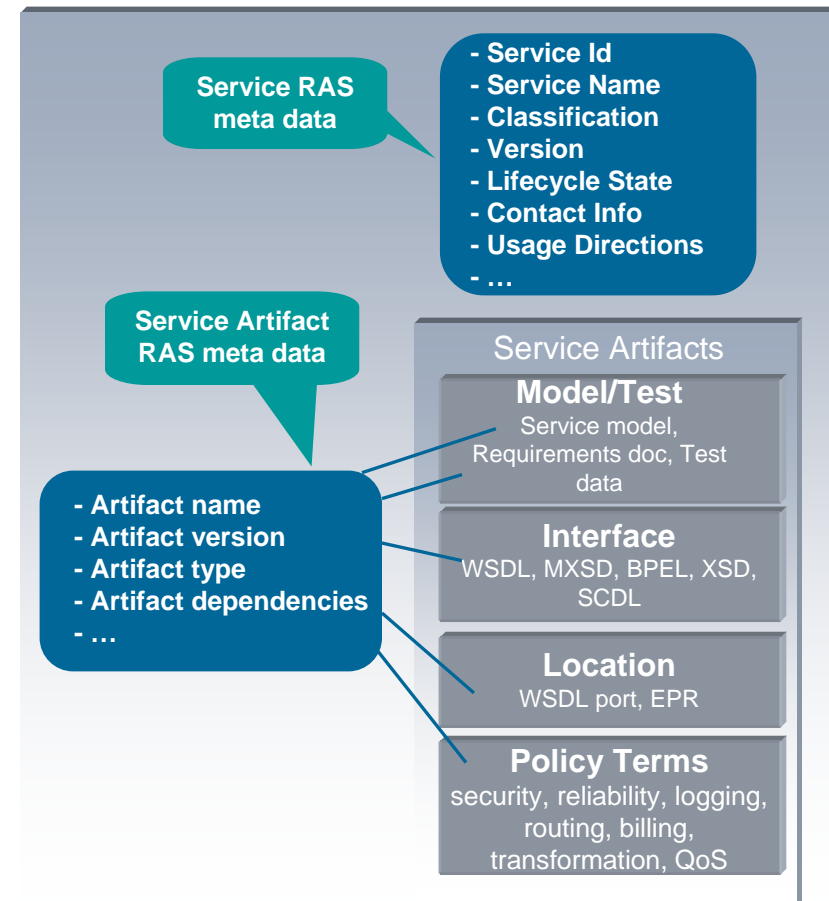 Service RAS
meta data
- Service Id
- Service Name
- Classification
- Version
- Lifecycle State
- Contact Info
- Usage Directions
- …
Service Artifact
RAS meta data
- Artifact name
- Artifact version
- Artifact type
- Artifact dependencies
- …
Service Artifacts
Model/Test
Service model,
Requirements doc, Test
data
Interface
WSDL, MXSD, BPEL, XSD,
SCDL
Location
WSDL port, EPR
Policy Terms
security, reliability, logging,
routing, billing,
transformation, QoS